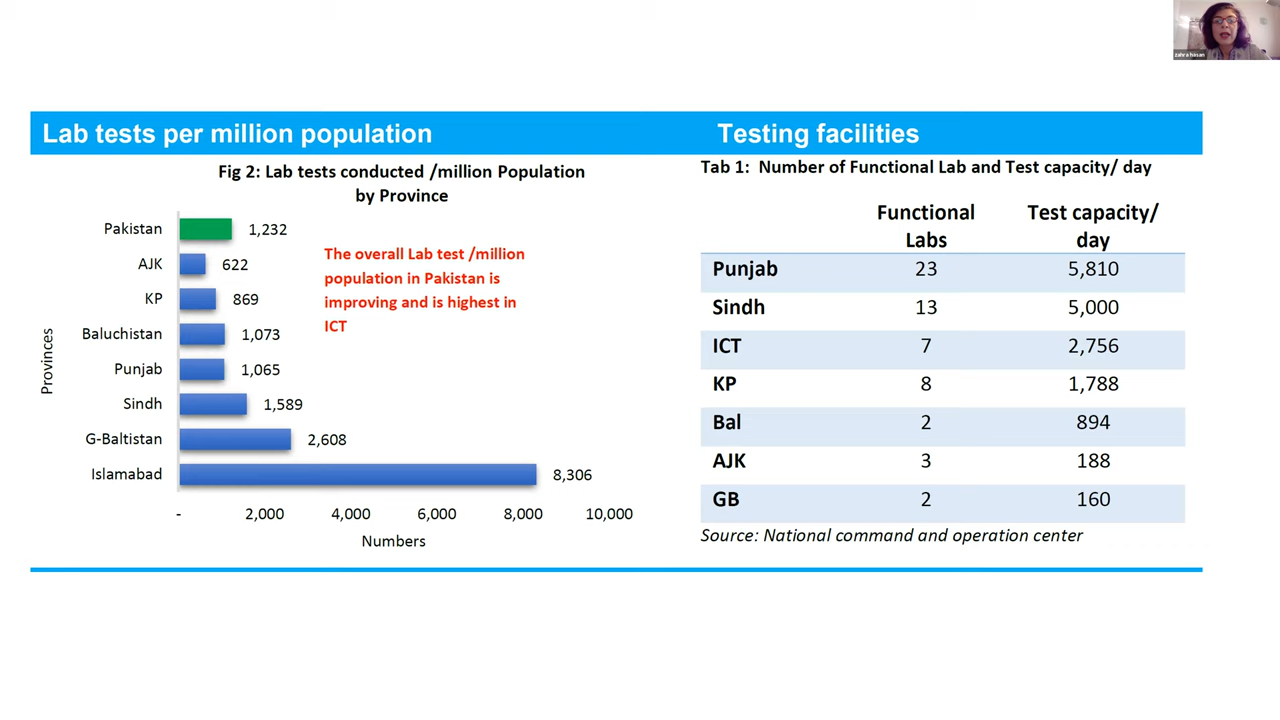 zahra hasan
Lab tests per million population
Testing facilities
Fig 2: Lab tests conducted /million Population
by Province
Pakistan 1,232
AJK 622
KP 869
Baluchistan 1,073
Punjab 1,065
Sindh 1,589
G-Baltistan 2,608
Islamabad 8,306
Provinces
The overall Lab test /million
population in Pakistan is
improving and is highest in
ICT
- 2,000 4,000 6,000 8,000 10,000
Numbers
Tab 1: Number of Functional Lab and Test capacity/ day
Functional Test capacity/
Labs day
Punjab 23 5,810
Sindh 13 5,000
ICT 7 2,756
KP 8 1,788
Bal 2 894
AJK 3 188
GB 2 160
Source: National command and operation center